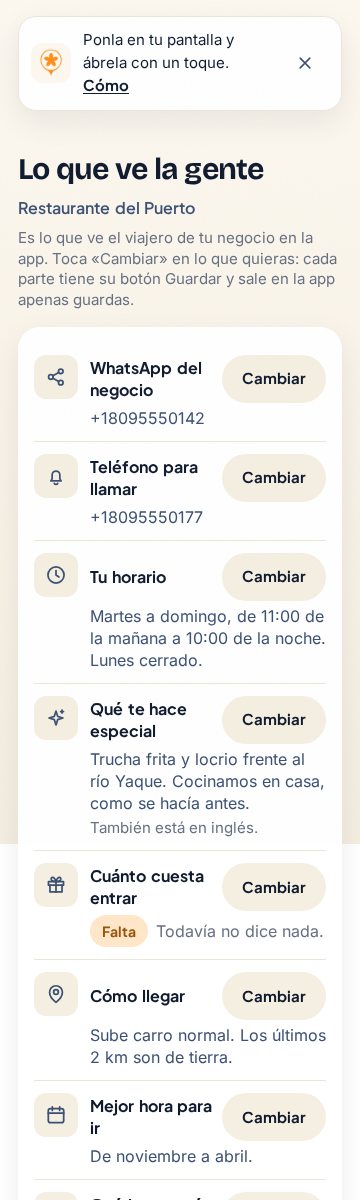 Ponla en tu pantalla y
ábrela con un toque.
Cómo
Lo que ve la gente
Restaurante del Puerto
Es lo que ve el viajero de tu negocio en la
app. Toca «Cambiar» en lo que quieras: cada
parte tiene su botón Guardar y sale en la app
apenas guardas.
WhatsApp del
negocio
Cambiar
+18095550142
Teléfono para
llamar
Cambiar
+18095550177
Tu horario
Cambiar
Martes a domingo, de 11:00 de
la mañana a 10:00 de la noche.
Lunes cerrado.
Qué te hace
especial
Cambiar
Trucha frita y locrio frente al
río Yaque. Cocinamos en casa,
como se hacía antes.
También está en inglés.
Cuánto cuesta
entrar
Cambiar
Falta Todavía no dice nada.
Cómo llegar
Cambiar
Sube carro normal. Los últimos
2 km son de tierra.
Mejor hora para
ir
Cambiar
De noviembre a abril.